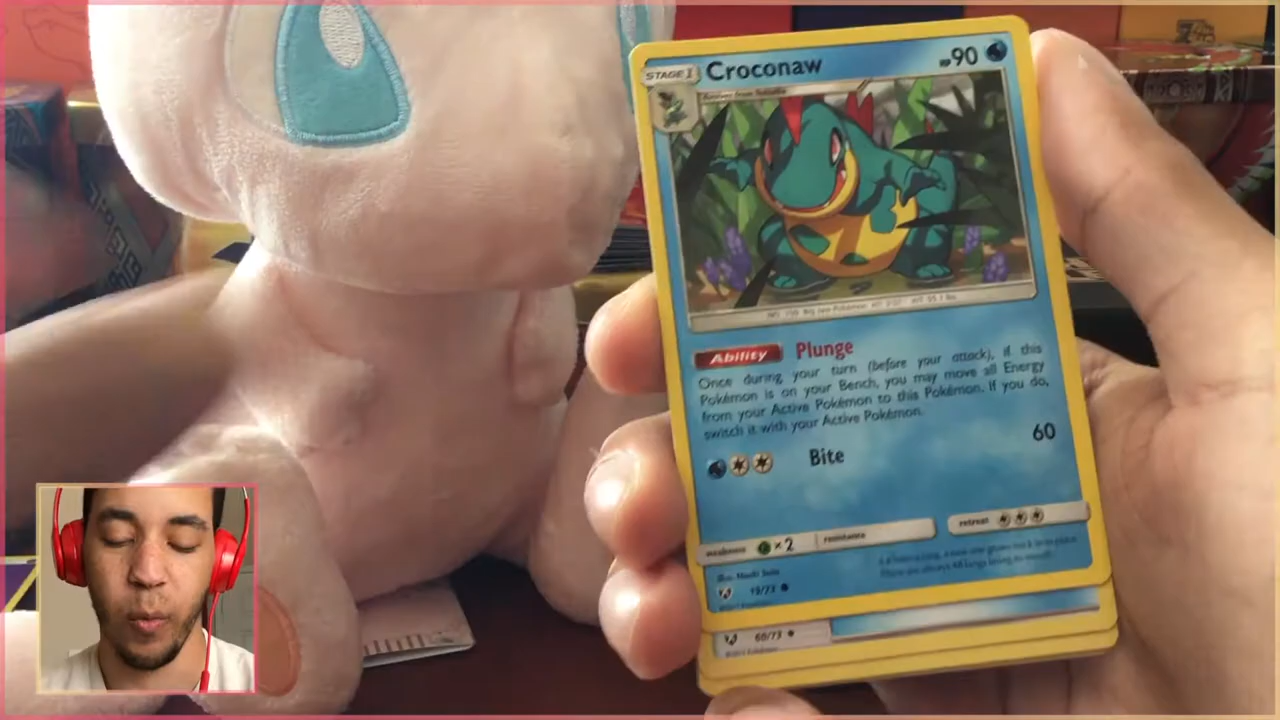 STAGE 1 Croconaw HP 90
Ability Plunge
Once during your turn (before your attack), if this
Pokémon is on your Bench, you may move all Energy
from your Active Pokémon to this Pokémon. If you do,
switch it with your Active Pokémon.
Bite 60
weakness ×2 resistance retreat
19/73
60/73